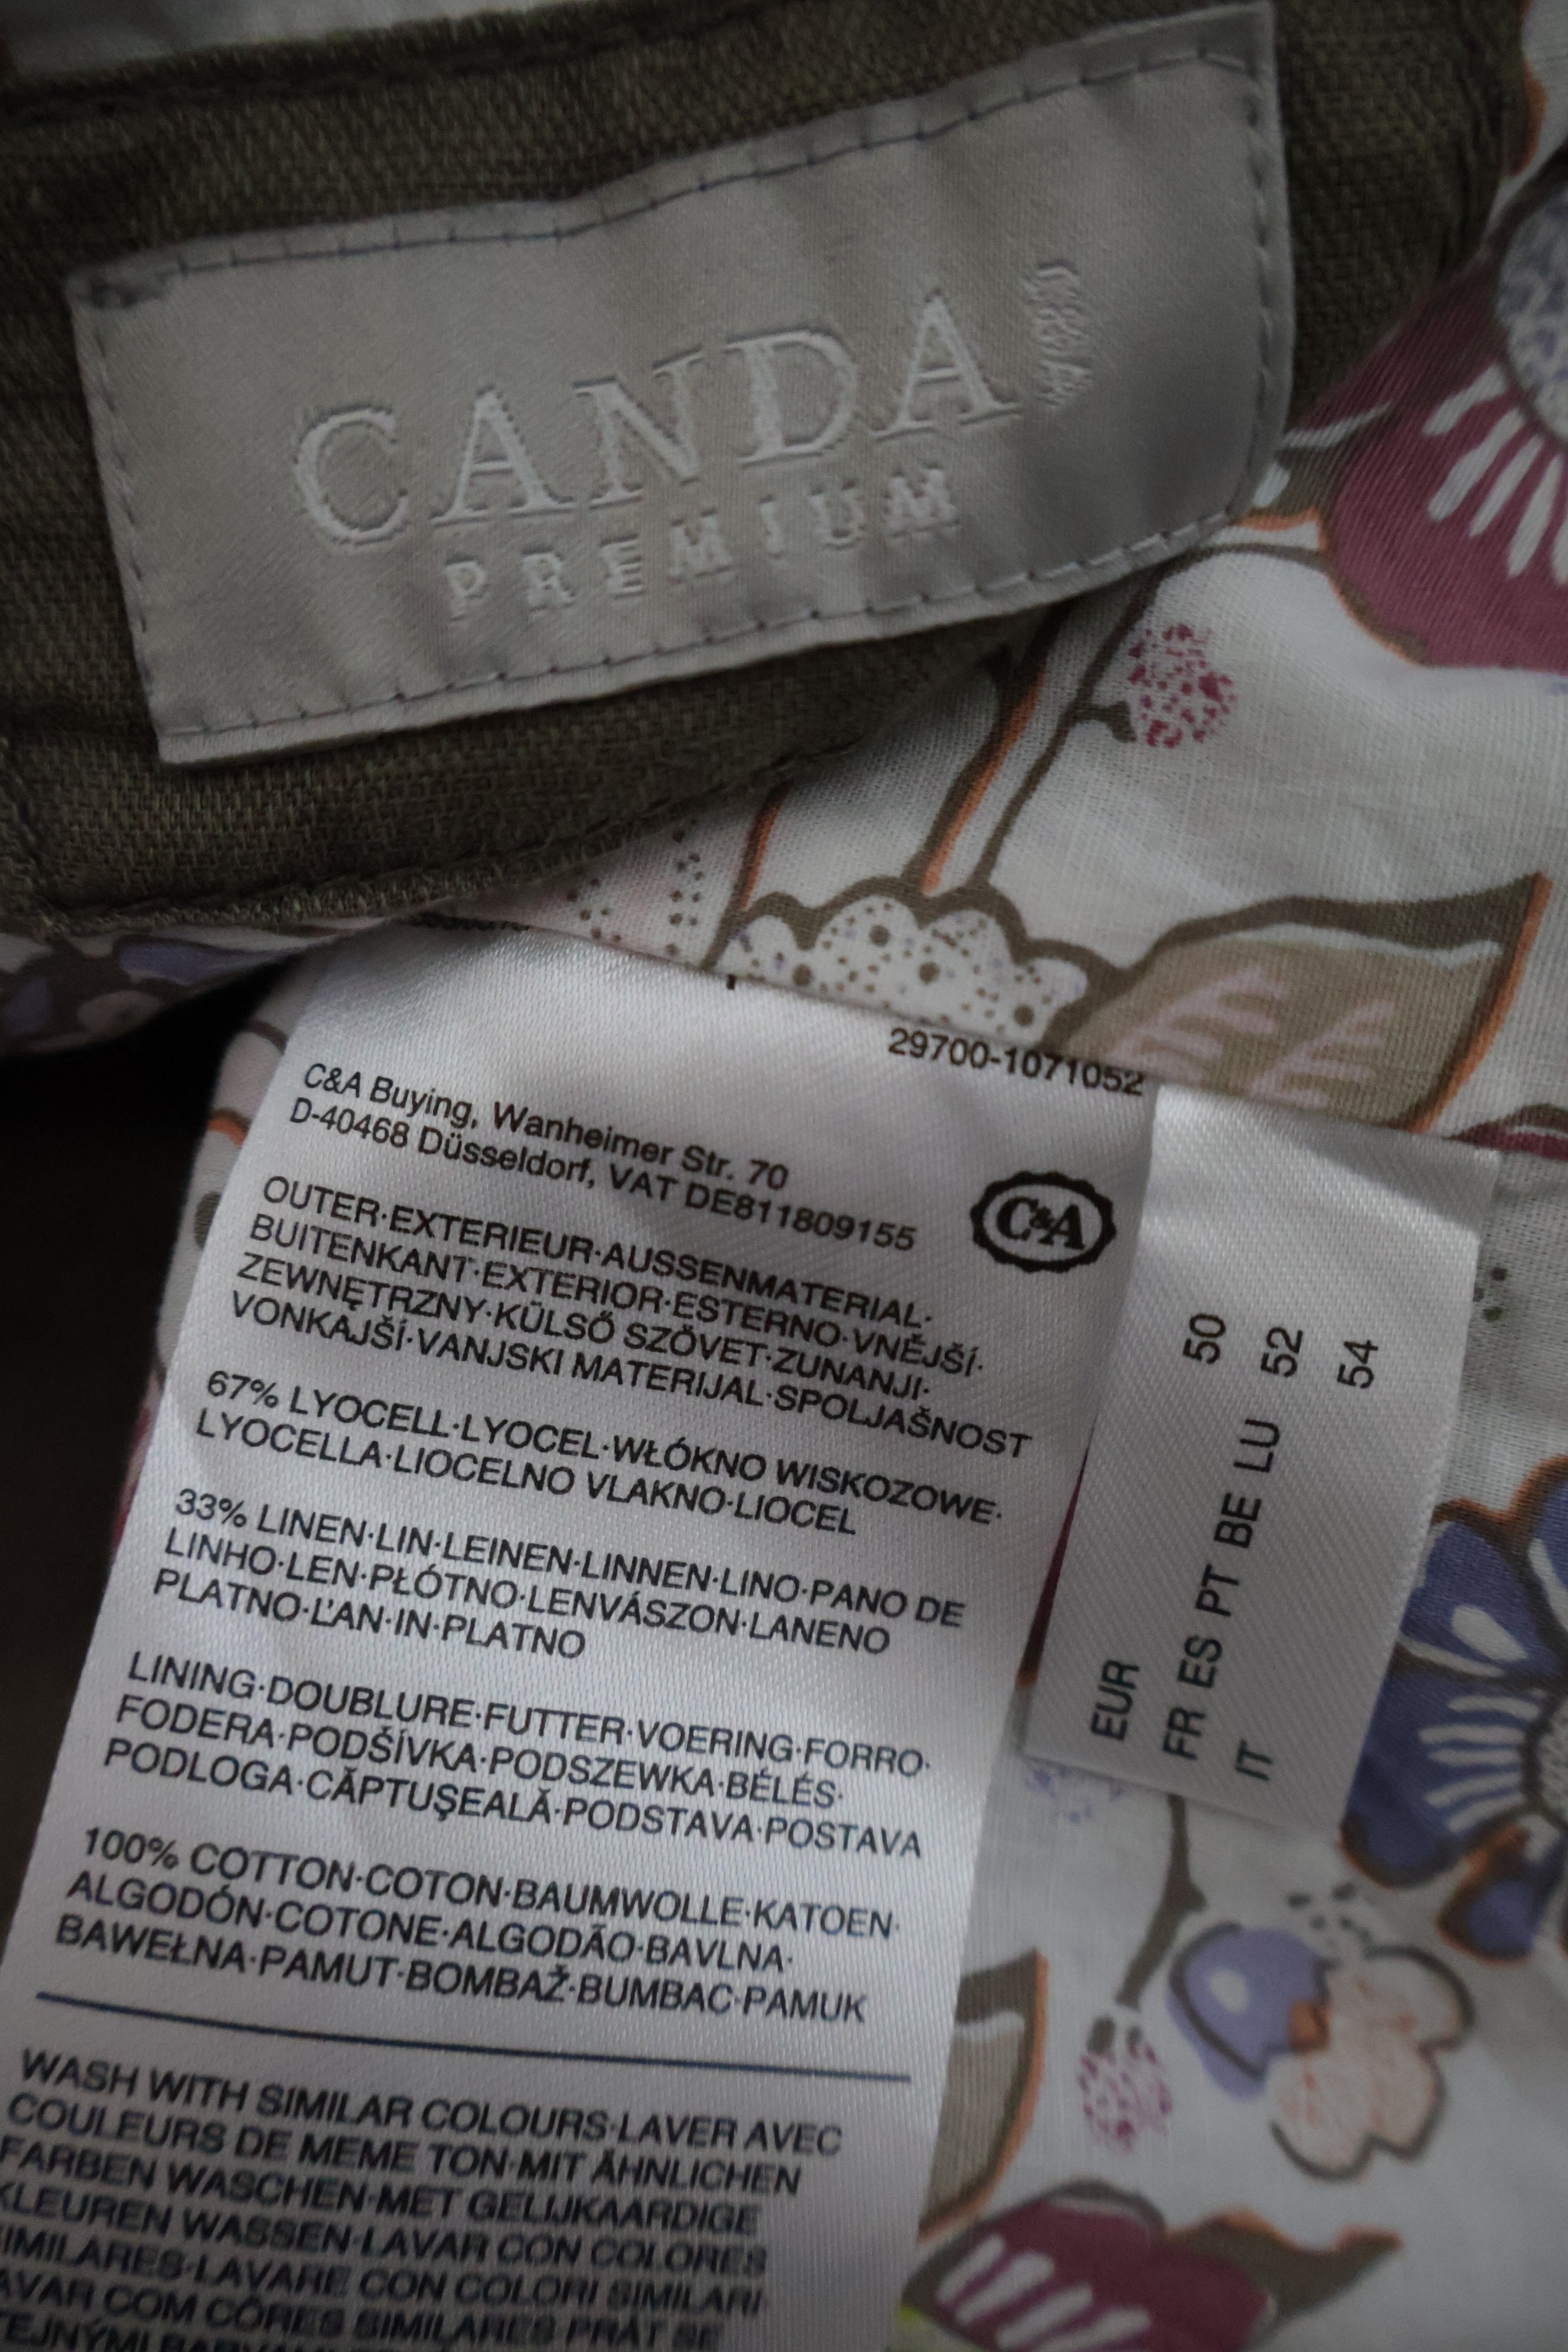 CANDA
C&A
PREMIUM
29700-1071052
C&A Buying, Wanheimer Str. 70
D-40468 Düsseldorf, VAT DE811809155
C&A
OUTER·EXTERIEUR·AUSSENMATERIAL·
BUITENKANT·EXTERIOR·ESTERNO·VNĚJŠÍ·
ZEWNĘTRZNY·KÜLSŐ SZÖVET·ZUNANJI·
VONKAJŠÍ·VANJSKI MATERIJAL·SPOLJAŠNOST
67% LYOCELL·LYOCEL·WŁÓKNO WISKOZOWE·
LYOCELLA·LIOCELNO VLAKNO·LIOCEL
33% LINEN·LIN·LEINEN·LINNEN·LINO·PANO DE
LINHO·LEN·PŁÓTNO·LENVÁSZON·LANENO
PLATNO·ĽAN·IN·PLATNO
LINING·DOUBLURE·FUTTER·VOERING·FORRO·
FODERA·PODŠÍVKA·PODSZEWKA·BÉLÉS·
PODLOGA·CĂPTUŞEALĂ·PODSTAVA·POSTAVA
100% COTTON·COTON·BAUMWOLLE·KATOEN·
ALGODÓN·COTONE·ALGODÃO·BAVLNA·
BAWEŁNA·PAMUT·BOMBAŽ·BUMBAC·PAMUK
WASH WITH SIMILAR COLOURS·LAVER AVEC
COULEURS DE MEME TON·MIT ÄHNLICHEN
FARBEN WASCHEN·MET GELIJKAARDIGE
KLEUREN WASSEN·LAVAR CON COLORES
SIMILARES·LAVARE CON COLORI SIMILARI·
LAVAR COM CÔRES SIMILARES PRÁT SE
EUR 50
FR ES PT BE LU 52
IT 54